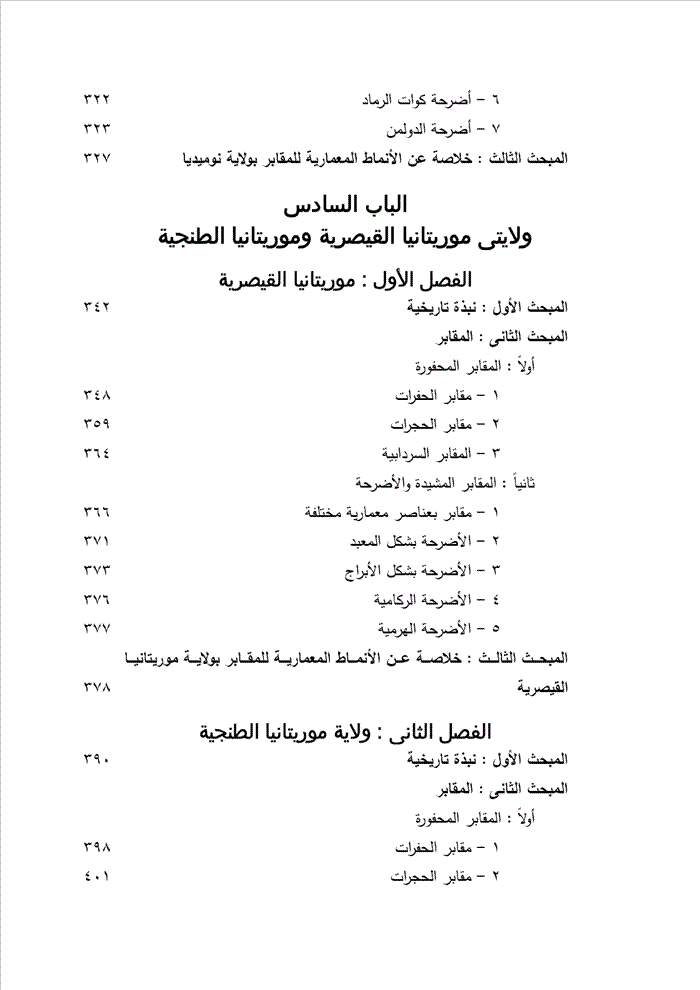 ٦ – أضرحة كوات الرماد ٣٢٢
٧ – أضرحة الدولمن ٣٢٣
المبحث الثالث : خلاصة عن الأنماط المعمارية للمقابر بولاية نوميديا ٣٢٧
الباب السادس
ولايتى موريتانيا القيصرية وموريتانيا الطنجية
الفصل الأول : موريتانيا القيصرية
المبحث الأول : نبذة تاريخية ٣٤٢
المبحث الثانى : المقابر
أولاً : المقابر المحفورة
١ – مقابر الحفرات ٣٤٨
٢ – مقابر الحجرات ٣٥٩
٣ – المقابر السردابية ٣٦٤
ثانياً : المقابر المشيدة والأضرحة
١ – مقابر بعناصر معمارية مختلفة ٣٦٦
٢ – الأضرحة بشكل المعبد ٣٧١
٣ – الأضرحة بشكل الأبراج ٣٧٣
٤ – الأضرحة الركامية ٣٧٦
٥ – الأضرحة الهرمية ٣٧٧
المبحث الثالث : خلاصة عن الأنماط المعمارية للمقابر بولاية موريتانيا
القيصرية ٣٧٨
الفصل الثانى : ولاية موريتانيا الطنجية
المبحث الأول : نبذة تاريخية ٣٩٠
المبحث الثانى : المقابر
أولاً : المقابر المحفورة
١ – مقابر الحفرات ٣٩٨
٢ – مقابر الحجرات ٤٠١